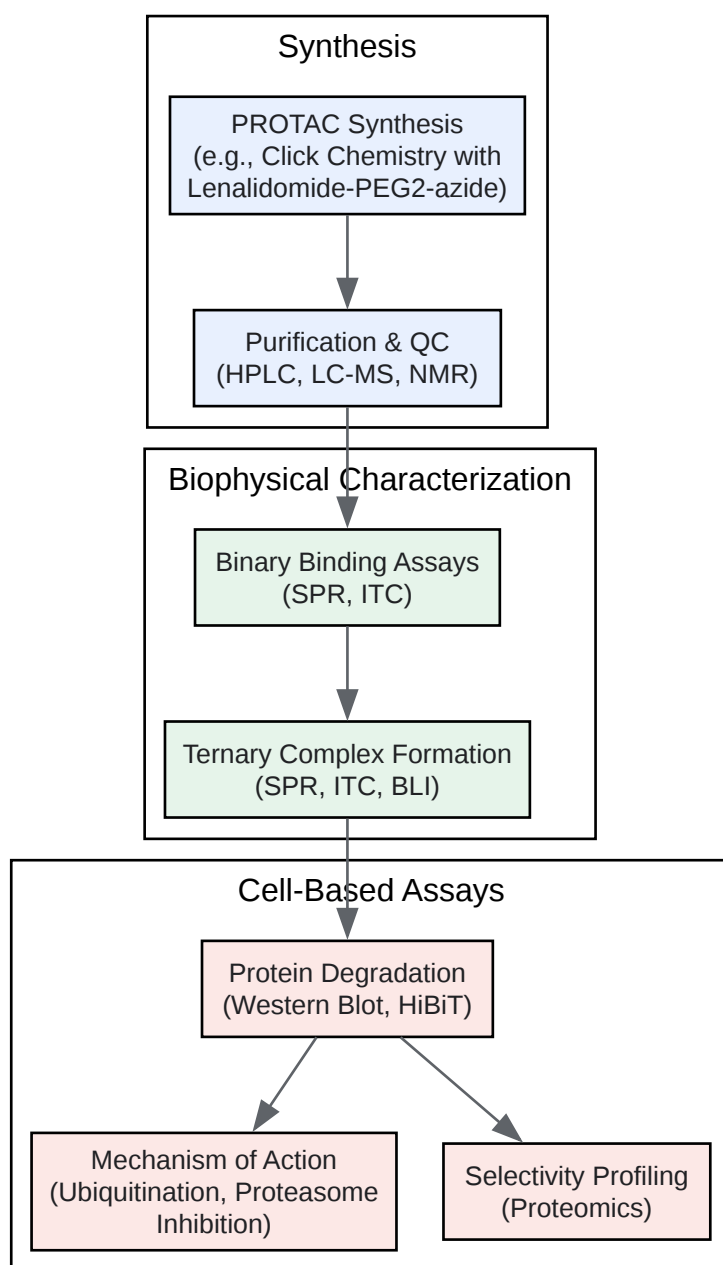 Synthesis
PROTAC Synthesis
(e.g., Click Chemistry with
Lenalidomide-PEG2-azide)
Purification & QC
(HPLC, LC-MS, NMR)
Biophysical Characterization
Binary Binding Assays
(SPR, ITC)
Ternary Complex Formation
(SPR, ITC, BLI)
Cell-Based Assays
Protein Degradation
(Western Blot, HiBiT)
Mechanism of Action
(Ubiquitination, Proteasome
Inhibition)
Selectivity Profiling
(Proteomics)